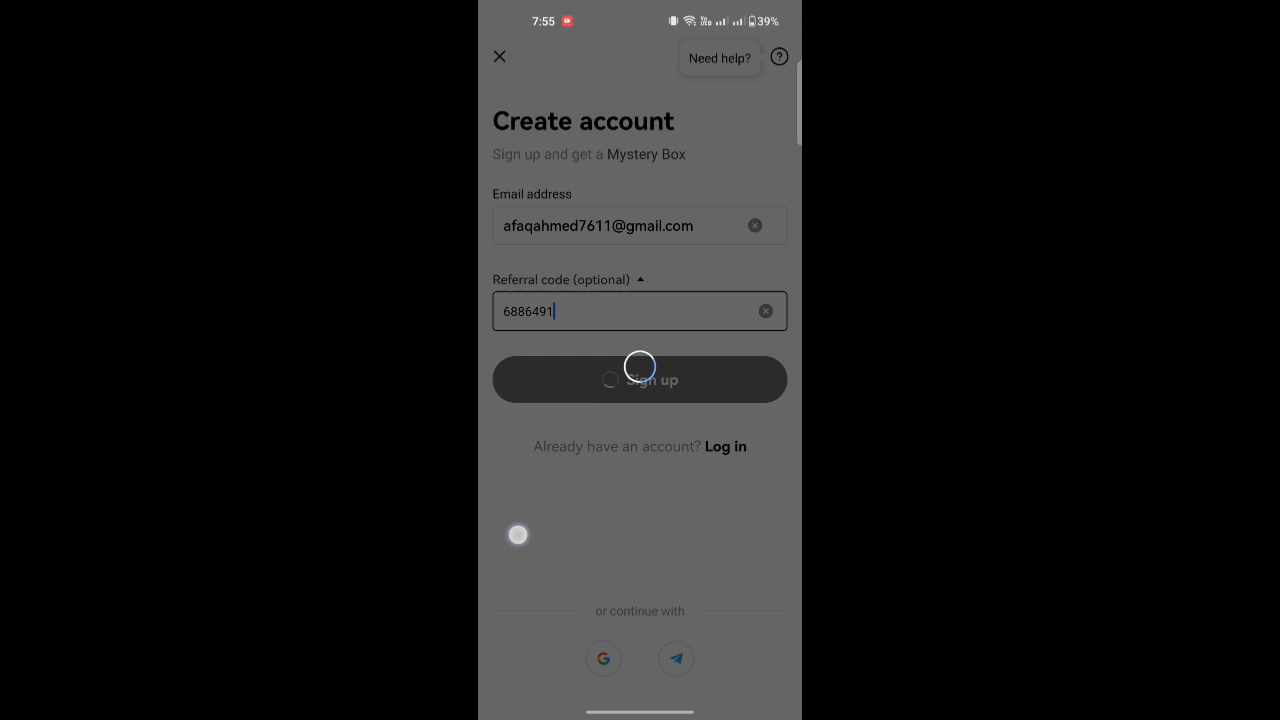 7:55
39%
Need help?
Create account
Sign up and get a Mystery Box
Email address
afaqahmed7611@gmail.com
Referral code (optional)
6886491
Sign up
Already have an account? Log in
or continue with